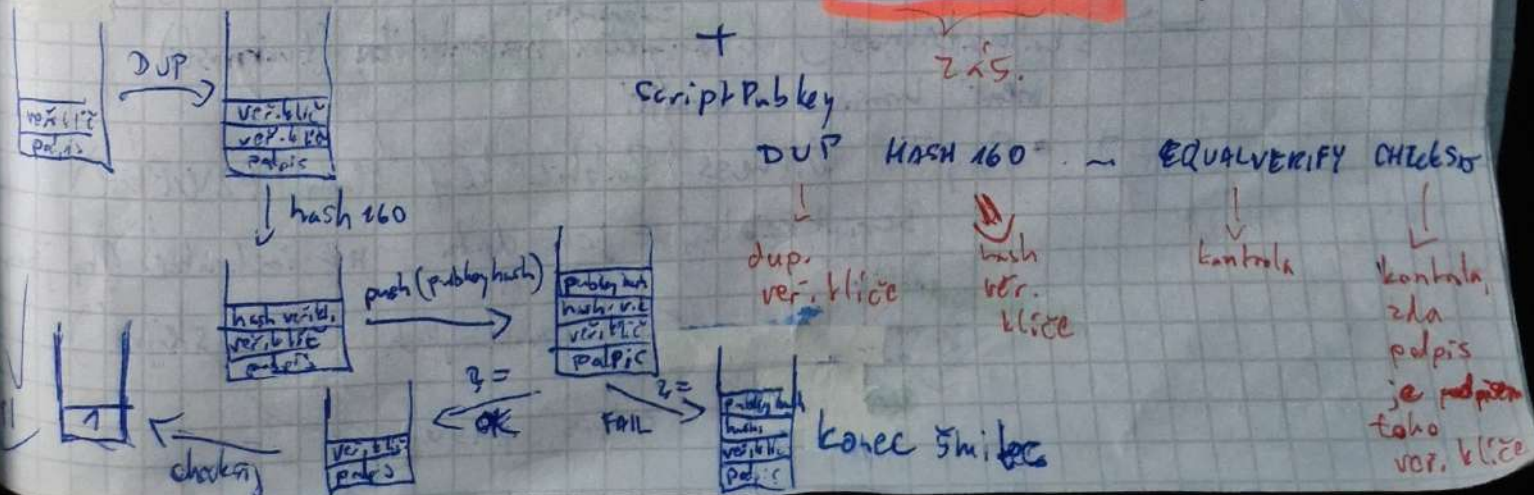 +
zás.
ScriptPubkey
DUP HASH 160 ~ EQUALVERIFY
dup.
veř. klíče
hash
veř.
klíče
kontrola
kontrola,
zda
podpis
je podpisem
toho
veř. klíče
DUP
veř. klíč
podpis
veř. klíč
veř. klíč
podpis
hash 160
hash veř. kl.
veř. klíč
podpis
push (pubkeyhash)
pubkey hash
hash v.k
veř. klíč
podpis
?=
OK
?=
FAIL
pubkey hash
hash
veř. klíč
podpis
konec šmitec
veř. klíč
podpis
checksig
1